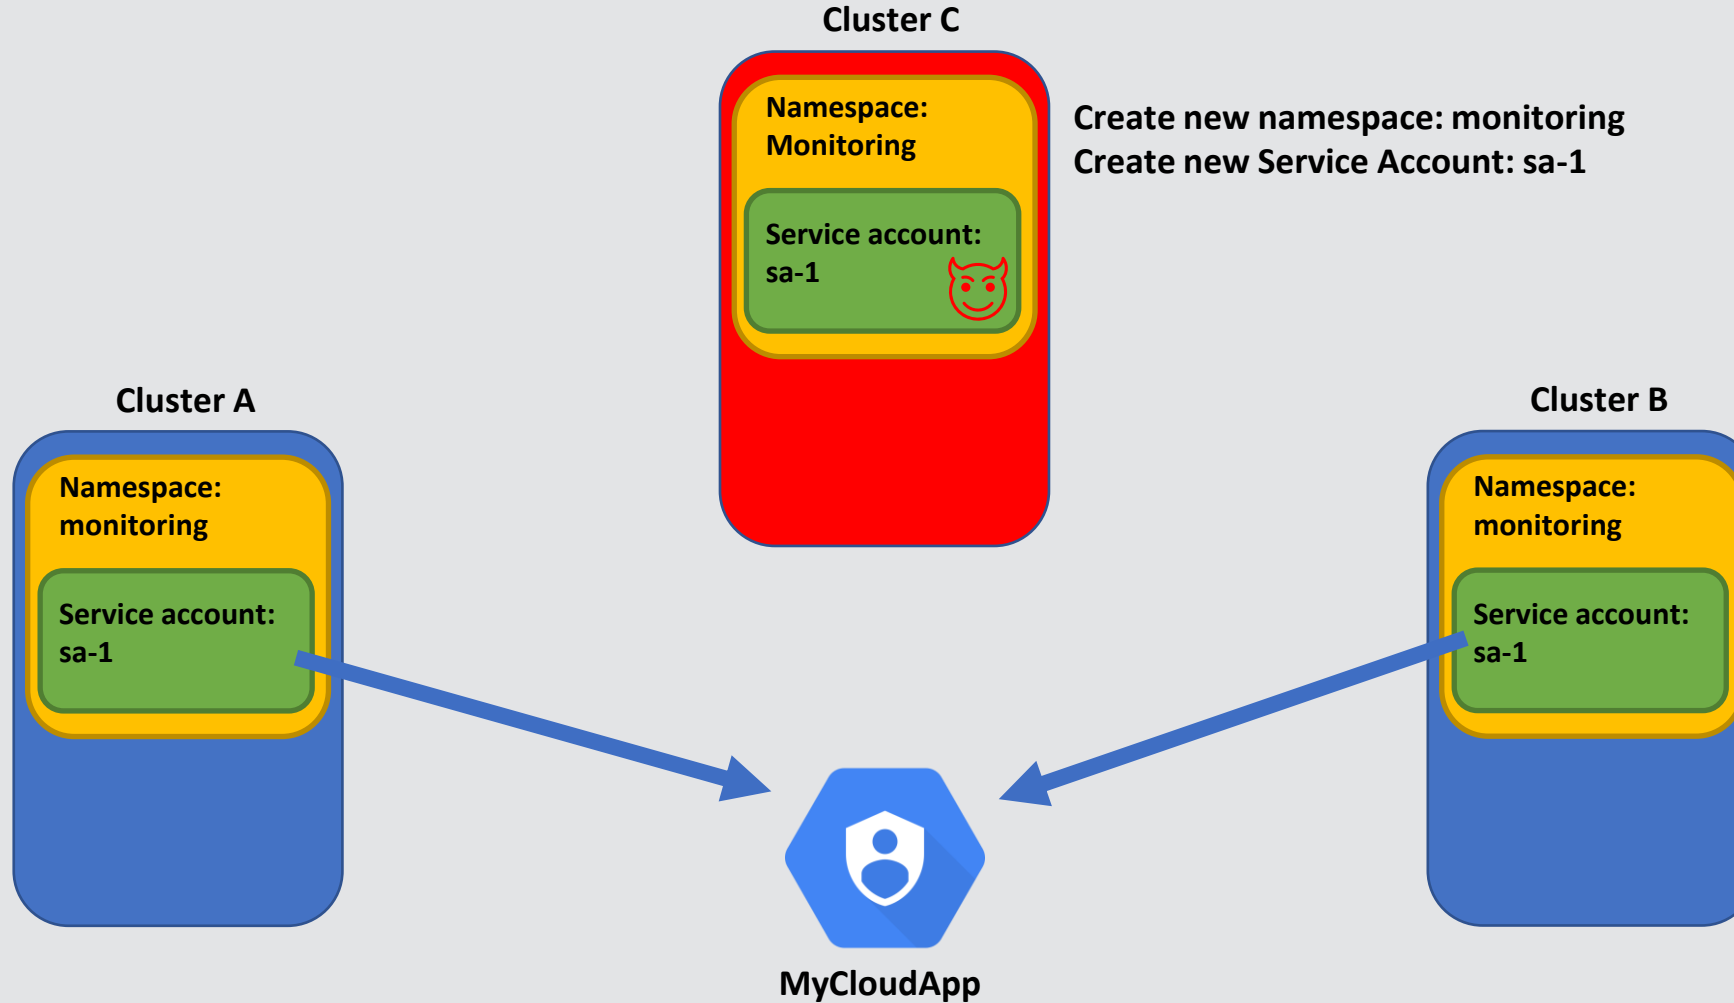 Cluster C
Namespace:
Monitoring
Service account:
sa-1
Create new namespace: monitoring
Create new Service Account: sa-1
Cluster A
Namespace:
monitoring
Service account:
sa-1
Cluster B
Namespace:
monitoring
Service account:
sa-1
MyCloudApp